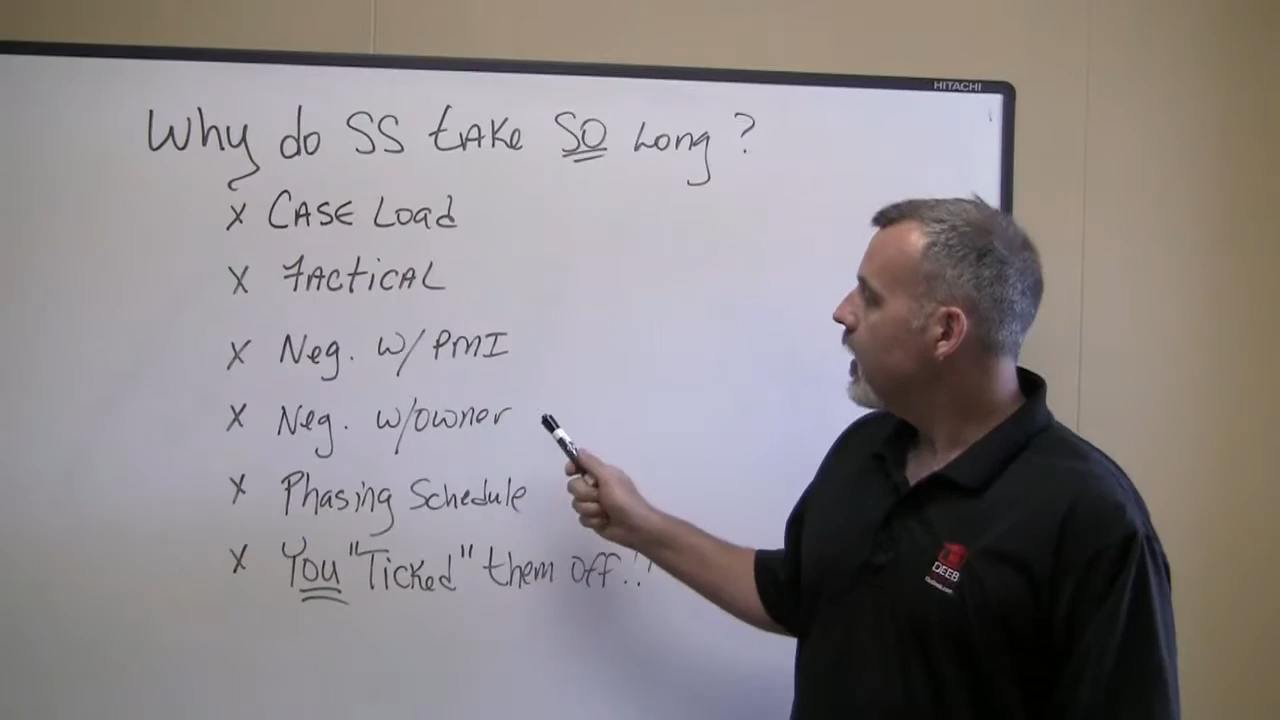 HITACHI
Why do SS take SO Long?
x Case Load
x Tactical
x Neg. w/ PMI
x Neg. w/owner
x Phasing Schedule
x You "Ticked" them off!!
DEEB